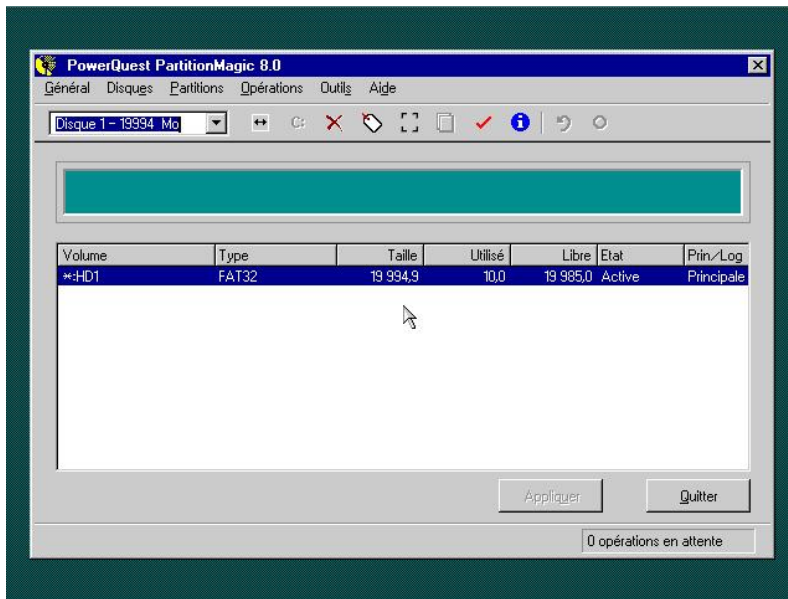 PowerQuest PartitionMagic 8.0
Général Disques Partitions Opérations Outils Aide
Disque 1 - 19994 Mo C:
Volume Type Taille Utilisé Libre Etat Prin/Log
*:HD1 FAT32 19 994,9 10,0 19 985,0 Active Principale
Appliquer Quitter
0 opérations en attente